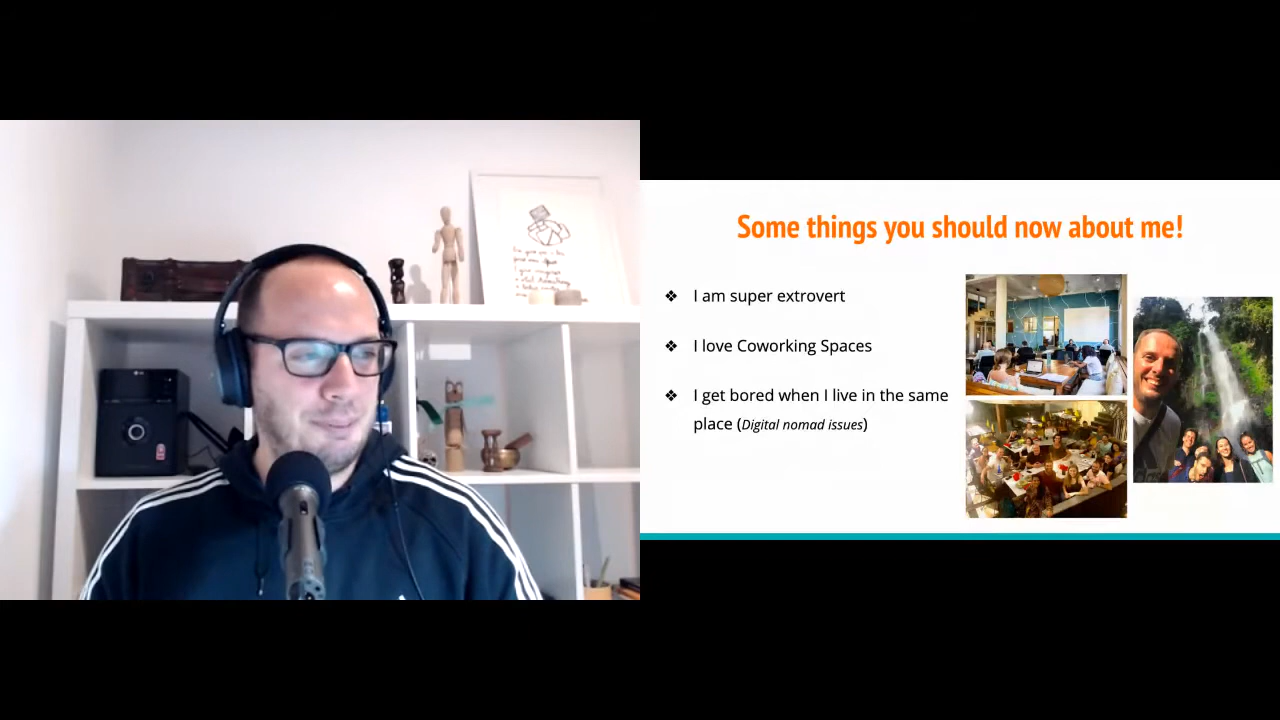 Some things you should now about me!
❖ I am super extrovert
❖ I love Coworking Spaces
❖ I get bored when I live in the same
place (Digital nomad issues)
LG